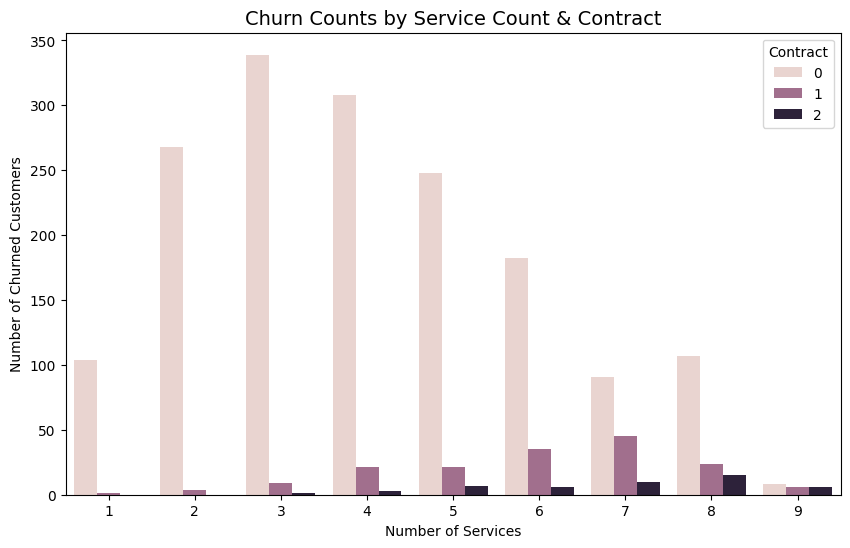 Churn Counts by Service Count & Contract
Contract
0
1
2
Number of Churned Customers
350
300
250
200
150
100
50
0
1 2 3 4 5 6 7 8 9
Number of Services